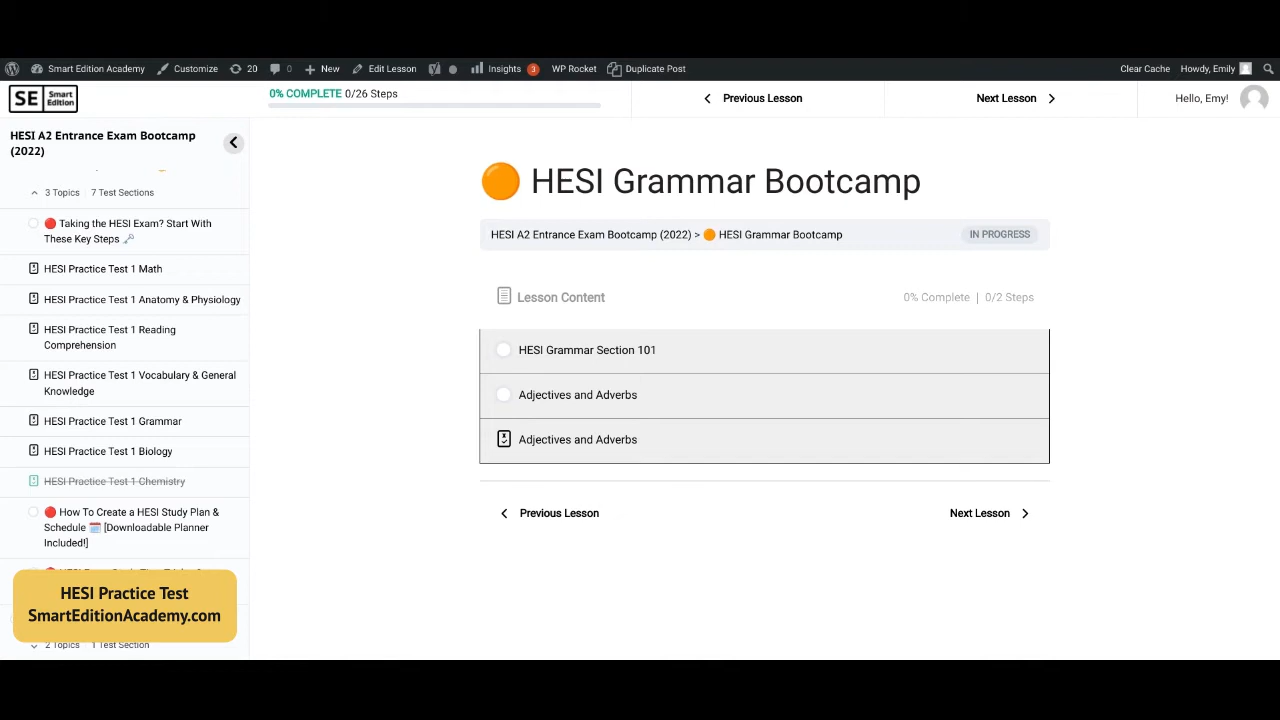 Smart Edition Academy Customize 20 0 New Edit Lesson Insights 3 WP Rocket Duplicate Post Clear Cache Howdy, Emily
SE Smart Edition
0% COMPLETE 0/26 Steps
Previous Lesson
Next Lesson
Hello, Emy!
HESI A2 Entrance Exam Bootcamp
(2022)
3 Topics 7 Test Sections
Taking the HESI Exam? Start With
These Key Steps
HESI Practice Test 1 Math
HESI Practice Test 1 Anatomy & Physiology
HESI Practice Test 1 Reading
Comprehension
HESI Practice Test 1 Vocabulary & General
Knowledge
HESI Practice Test 1 Grammar
HESI Practice Test 1 Biology
HESI Practice Test 1 Chemistry
How To Create a HESI Study Plan &
Schedule [Downloadable Planner
Included!]
HESI Practice Test
SmartEditionAcademy.com
2 Topics 1 Test Section
HESI Grammar Bootcamp
HESI A2 Entrance Exam Bootcamp (2022) > HESI Grammar Bootcamp IN PROGRESS
Lesson Content 0% Complete | 0/2 Steps
HESI Grammar Section 101
Adjectives and Adverbs
Adjectives and Adverbs
Previous Lesson Next Lesson